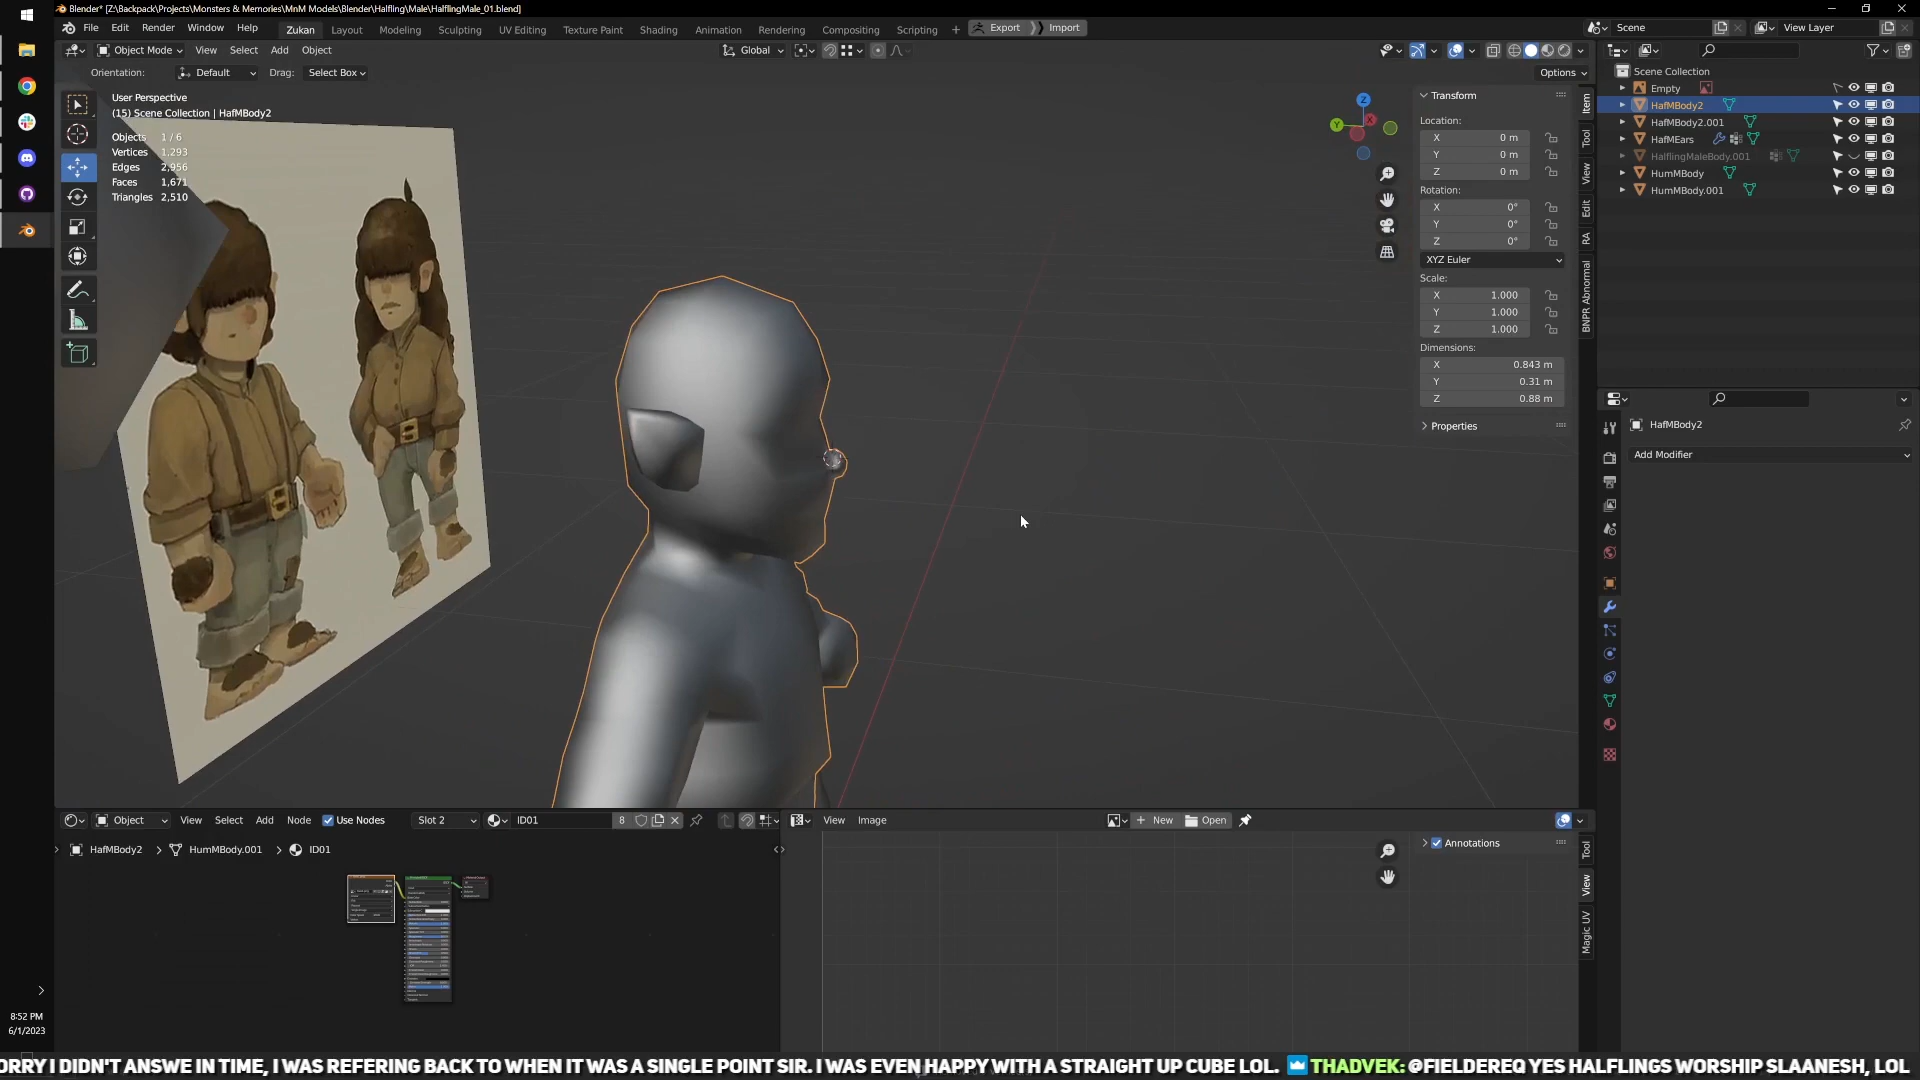 Blender* [Z:\Backpack\Projects\Monsters & Memories\MnM Models\Blender\Halfling\Male\HalflingMale_01.blend]
File Edit Render Window Help Zukan Layout Modeling Sculpting UV Editing Texture Paint Shading Animation Rendering Compositing Scripting + Export Import Scene View Layer
Object Mode View Select Add Object Global
Orientation: Default Drag: Select Box Options
User Perspective
(15) Scene Collection | HafMBody2
Objects 1 / 6
Vertices 1,293
Edges 2,956
Faces 1,671
Triangles 2,510
X
Y
Z
Transform
Location:
X 0 m
Y 0 m
Z 0 m
Rotation:
X 0°
Y 0°
Z 0°
XYZ Euler
Scale:
X 1.000
Y 1.000
Z 1.000
Dimensions:
X 0.843 m
Y 0.31 m
Z 0.88 m
Properties
Item
Tool
View
Edit
RA
BNPR Abnormal
Scene Collection
Empty
HafMBody2
HafMBody2.001
HafMEars
HalflingMaleBody.001
HumMBody
HumMBody.001
HafMBody2
Add Modifier
Object View Select Add Node Use Nodes Slot 2 ID01 8
HafMBody2 > HumMBody.001 > ID01
View Image New Open
Annotations
Tool
View
Magic UV
8:52 PM
6/1/2023
ORRY I DIDN'T ANSWE IN TIME, I WAS REFERING BACK TO WHEN IT WAS A SINGLE POINT SIR. I WAS EVEN HAPPY WITH A STRAIGHT UP CUBE LOL. THADVEK: @FIELDEREQ YES HALFLINGS WORSHIP SLAANESH, LOL